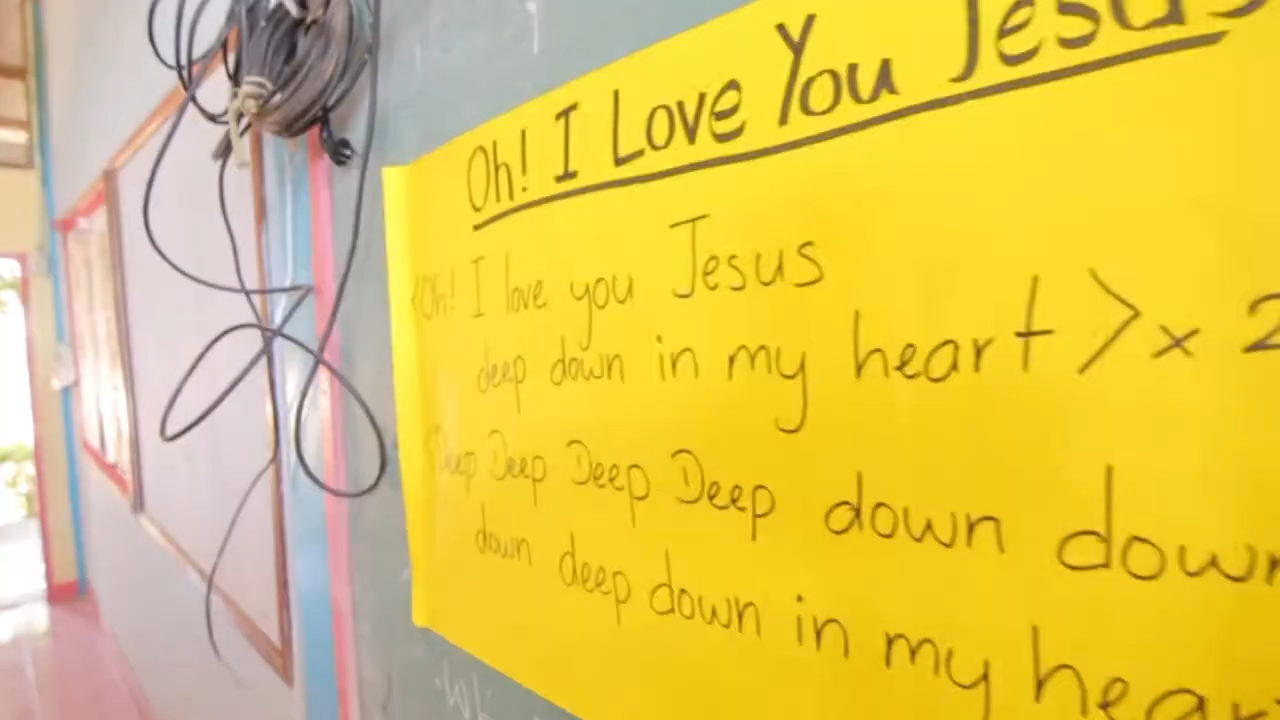 Oh! I Love You Jesus
<Oh! I love you Jesus
deep down in my heart > x 2
<Deep Deep Deep Deep down down
down deep down in my heart